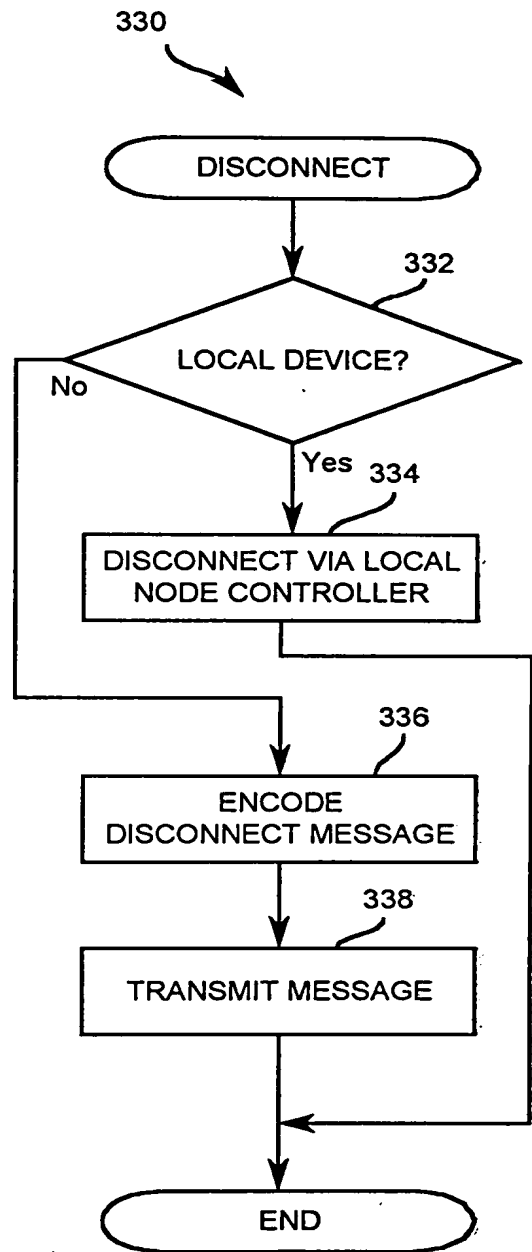 330
DISCONNECT
332
LOCAL DEVICE?
No
Yes
334
DISCONNECT VIA LOCAL
NODE CONTROLLER
336
ENCODE
DISCONNECT MESSAGE
338
TRANSMIT MESSAGE
END